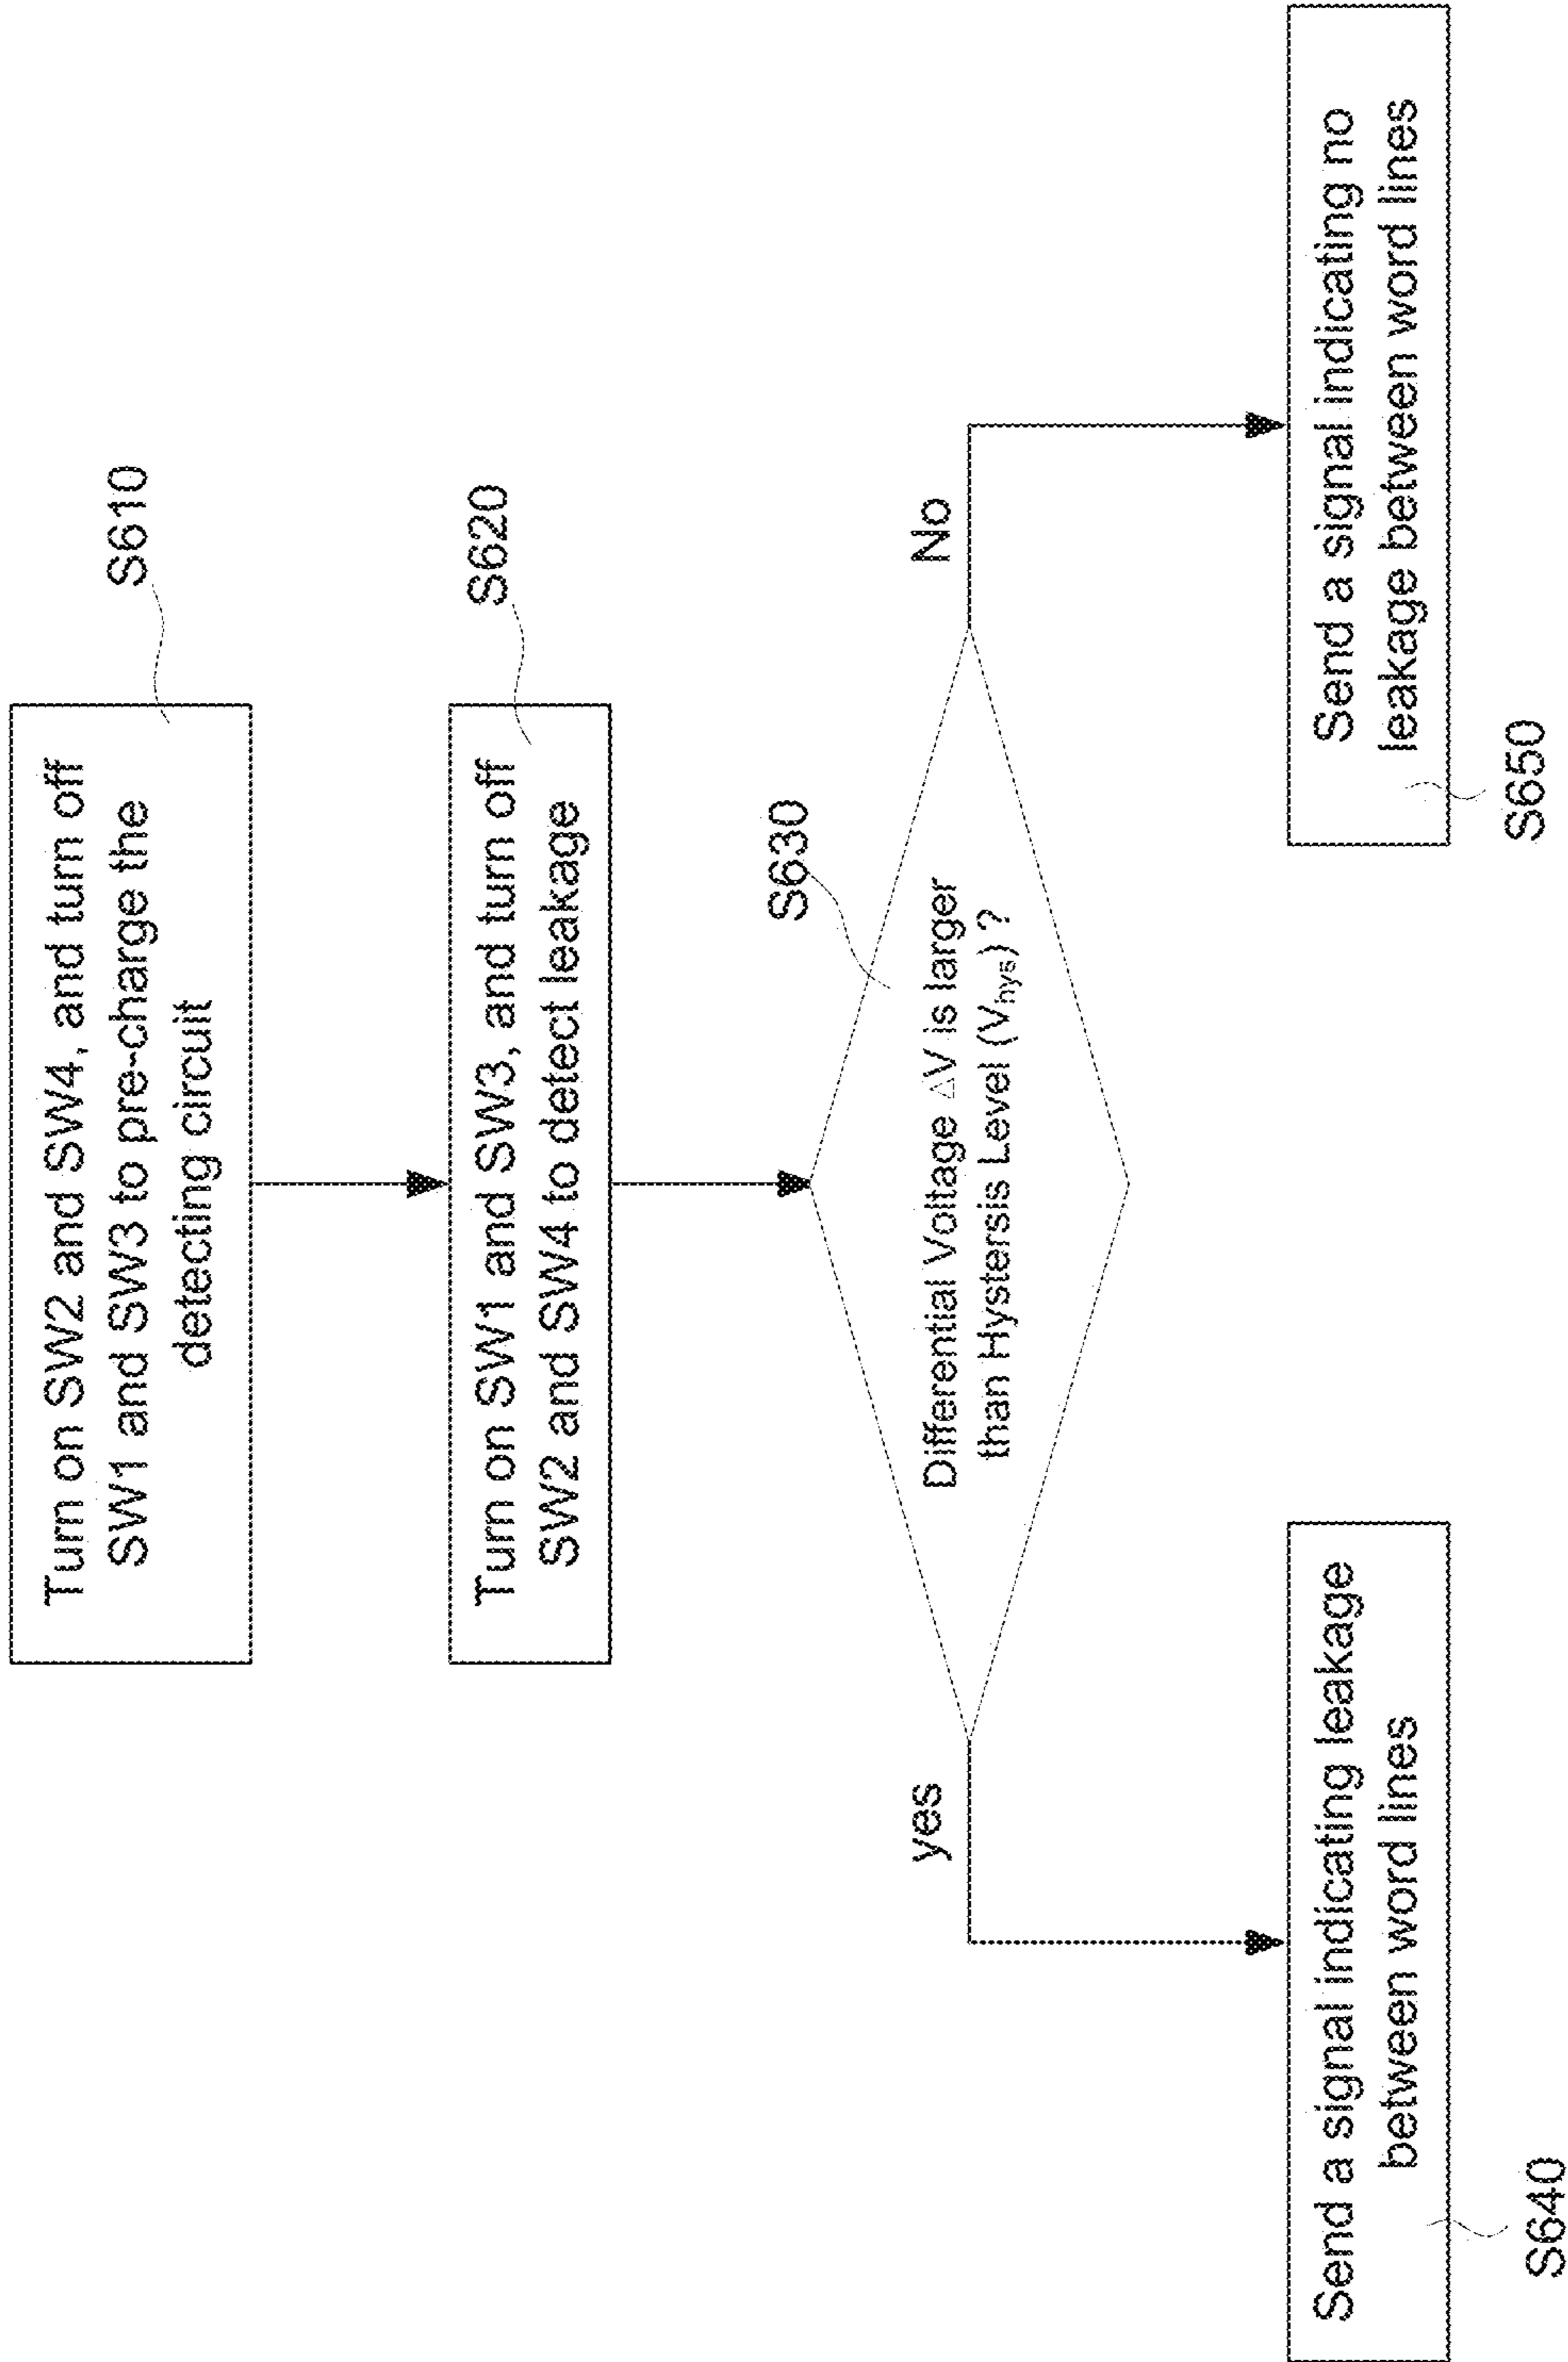 Turn on SW2 and SW4, and turn off
SW1 and SW3 to pre-charge the
detecting circuit
S610
Turn on SW1 and SW3, and turn off
SW2 and SW4 to detect leakage
S620
S630
Differential Voltage △V is larger
than Hystersis Level (Vhys) ?
yes
No
Send a signal indicating leakage
between word lines
S640
Send a signal indicating no
leakage between word lines
S650